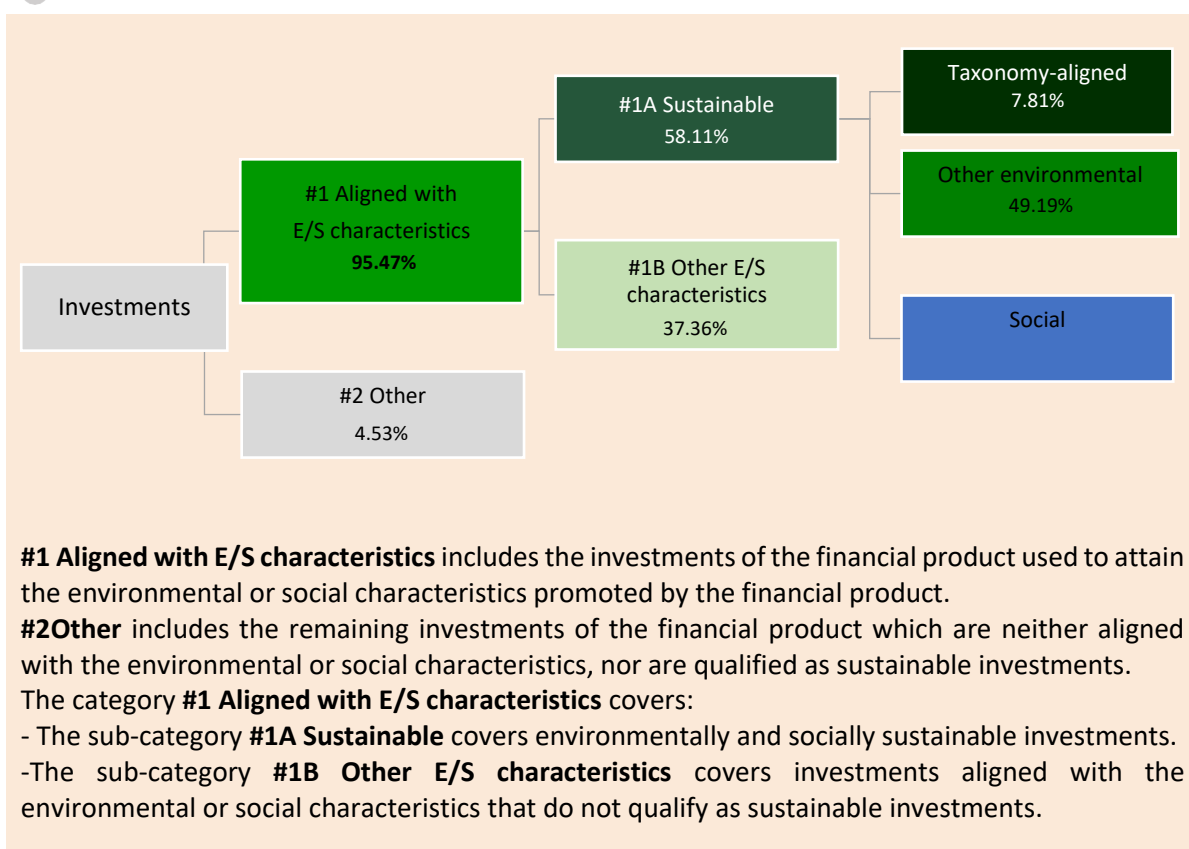 Taxonomy-aligned
7.81%
#1A Sustainable
58.11%
Other environmental
49.19%
#1 Aligned with
E/S characteristics
95.47%
#1B Other E/S
characteristics
37.36%
Investments
Social
#2 Other
4.53%
#1 Aligned with E/S characteristics includes the investments of the financial product used to attain
the environmental or social characteristics promoted by the financial product.
#2Other includes the remaining investments of the financial product which are neither aligned
with the environmental or social characteristics, nor are qualified as sustainable investments.
The category #1 Aligned with E/S characteristics covers:
- The sub-category #1A Sustainable covers environmentally and socially sustainable investments.
-The sub-category #1B Other E/S characteristics covers investments aligned with the
environmental or social characteristics that do not qualify as sustainable investments.